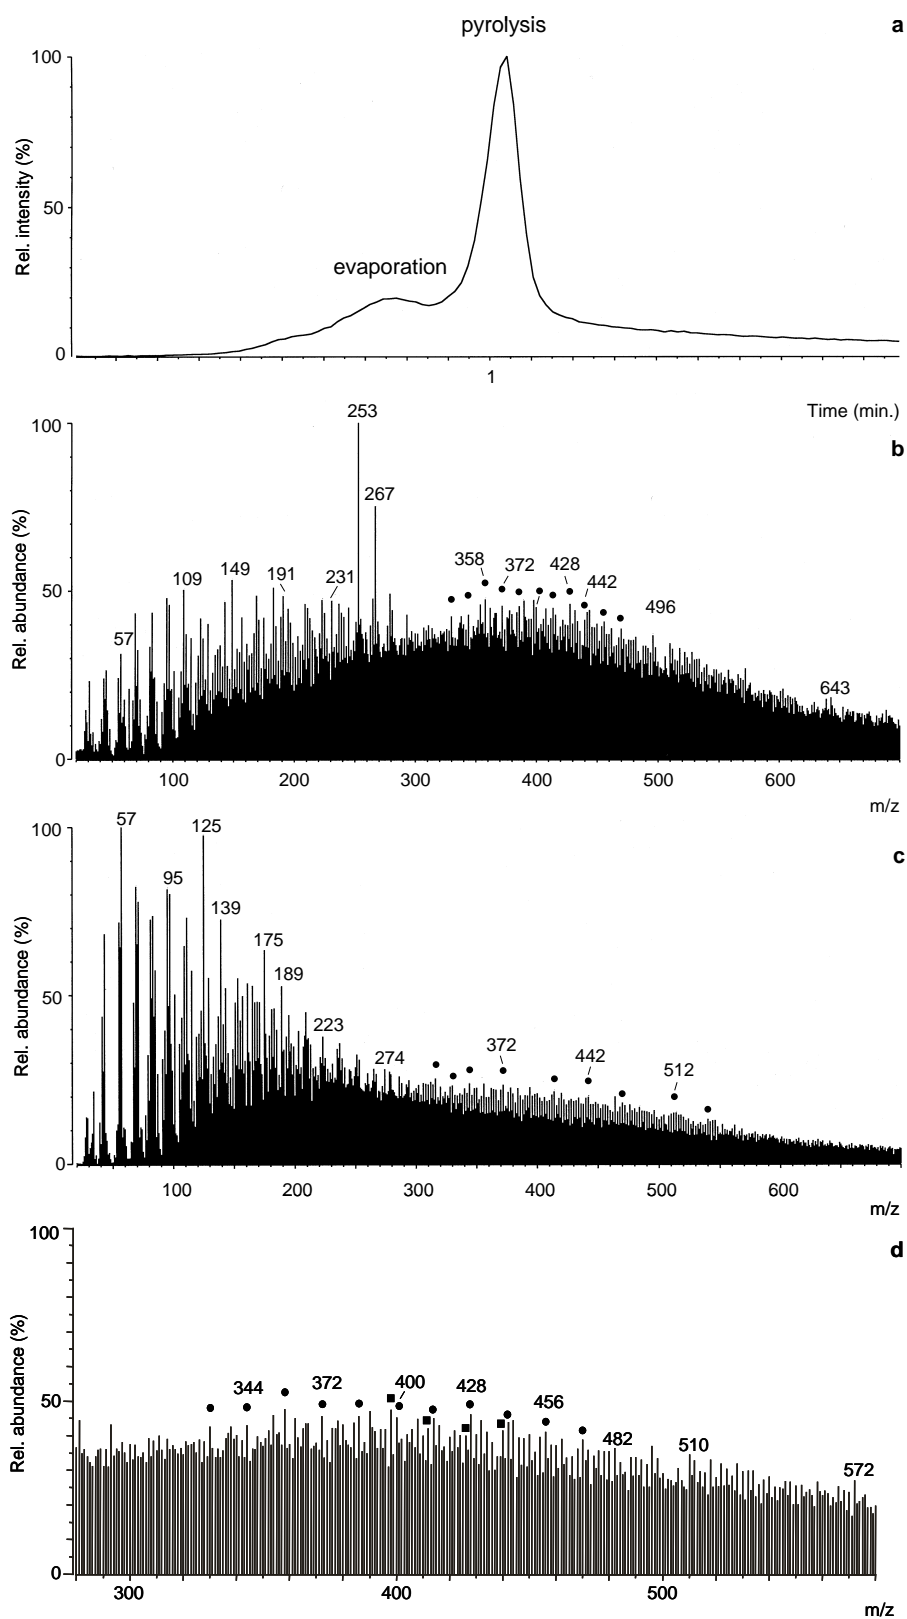 pyrolysis
a
100
evaporation
50
0
Rel. intensity (%)
1
Time (min.)
b
253
100
267
358
372
428
442
496
149
109
191
231
50
57
643
0
Rel. abundance (%)
100 200 300 400 500 600
m/z
c
57
125
100
95
139
175
189
50
223
274
372
442
512
0
Rel. abundance (%)
100 200 300 400 500 600
m/z
d
100
344 372 400 428 456
50
482 510
572
0
Rel. abundance (%)
300 400 500
m/z